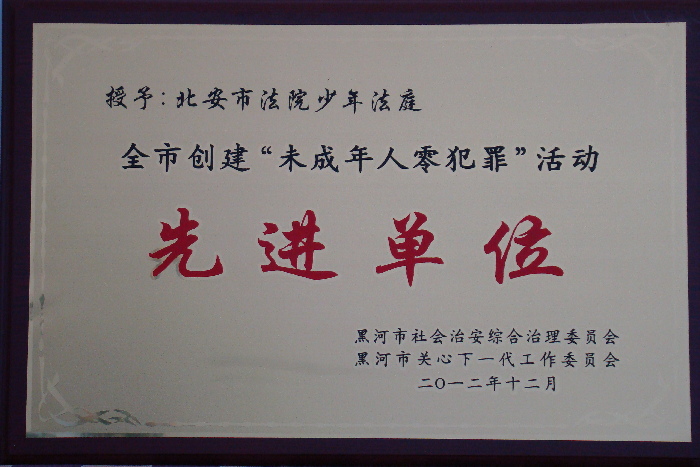 授予：北安市法院少年法庭
全市创建“未成年人零犯罪”活动
先进单位
黑河市社会治安综合治理委员会
黑河市关心下一代工作委员会
二〇一二年十二月